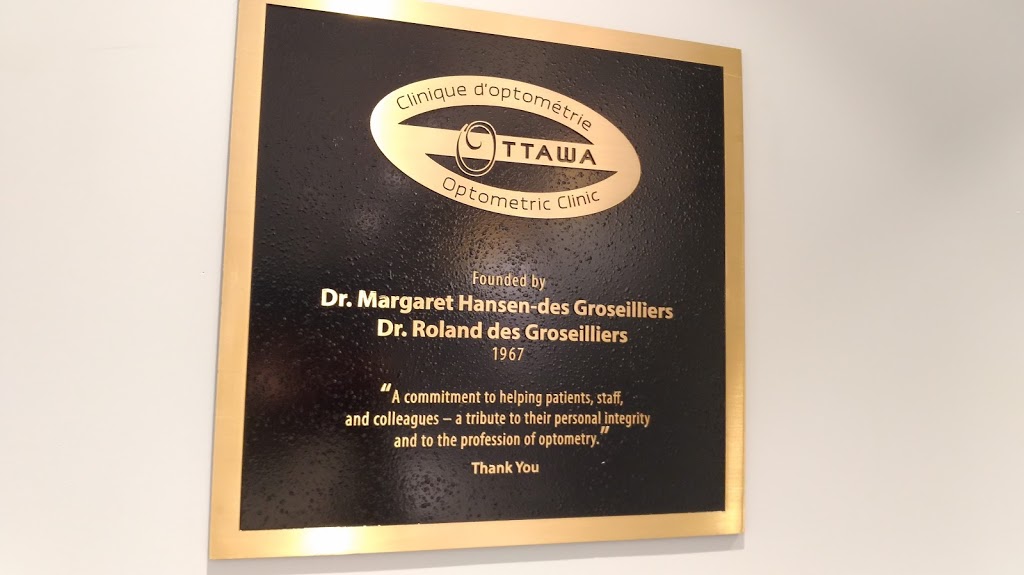 Clinique d'optométrie
OTTAWA
Optometric Clinic
Founded by
Dr. Margaret Hansen-des Groseilliers
Dr. Roland des Groseilliers
1967
“A commitment to helping patients, staff,
and colleagues – a tribute to their personal integrity
and to the profession of optometry.”
Thank You